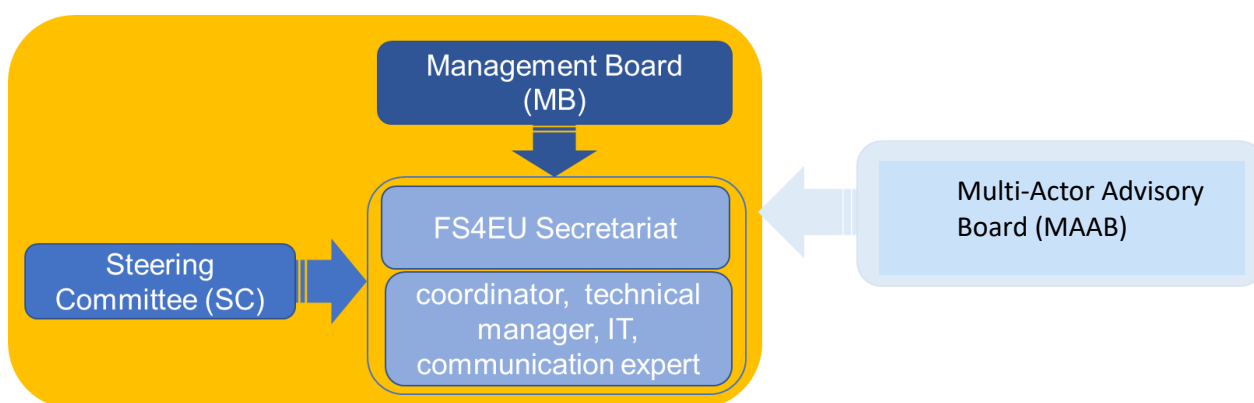 Management Board
(MB)
FS4EU Secretariat
Steering
Committee (SC)
coordinator, technical
manager, IT,
communication expert
Multi-Actor Advisory
Board (MAAB)